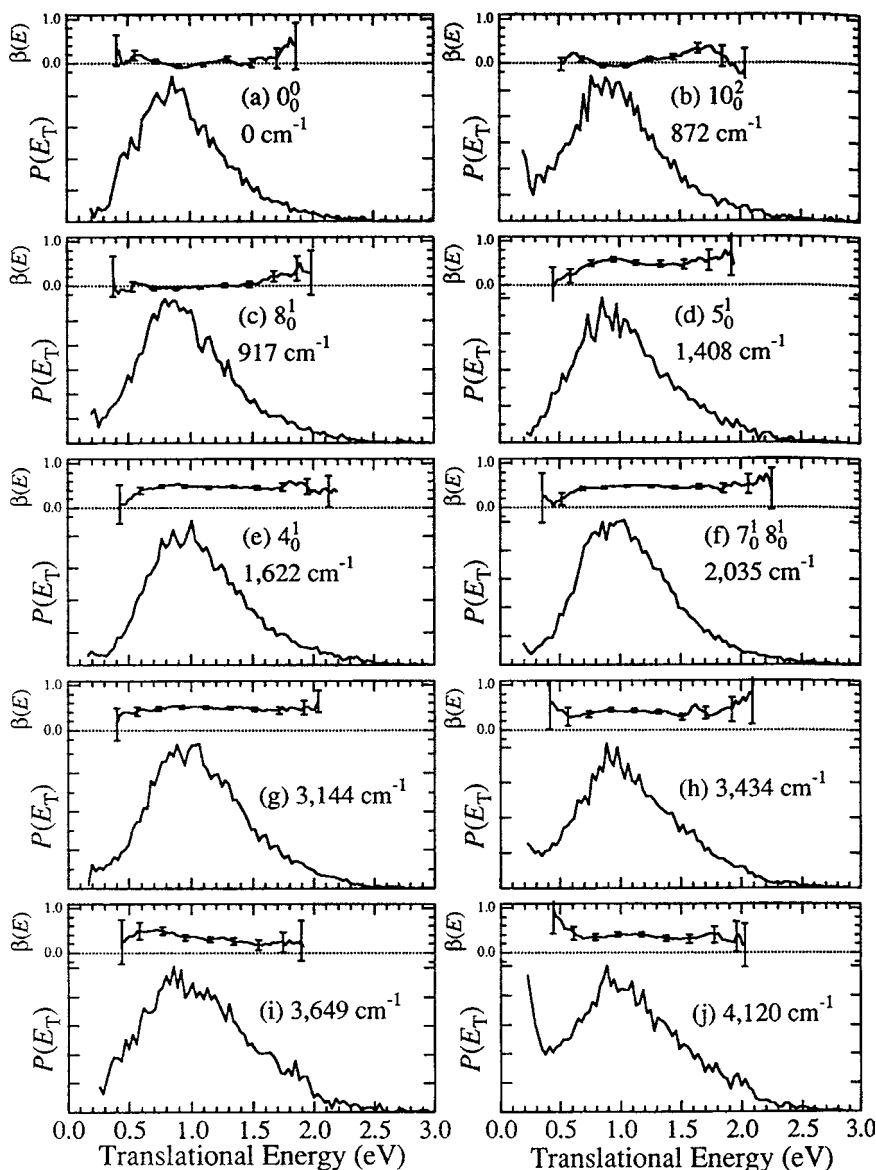 β(E)
1.0
0.0
P(E_T)
(a) 0⁰₀
0 cm⁻¹
β(E)
1.0
0.0
P(E_T)
(b) 10²₀
872 cm⁻¹
β(E)
1.0
0.0
P(E_T)
(c) 8¹₀
917 cm⁻¹
β(E)
1.0
0.0
P(E_T)
(d) 5¹₀
1,408 cm⁻¹
β(E)
1.0
0.0
P(E_T)
(e) 4¹₀
1,622 cm⁻¹
β(E)
1.0
0.0
P(E_T)
(f) 7¹₀ 8¹₀
2,035 cm⁻¹
β(E)
1.0
0.0
P(E_T)
(g) 3,144 cm⁻¹
β(E)
1.0
0.0
P(E_T)
(h) 3,434 cm⁻¹
β(E)
1.0
0.0
P(E_T)
(i) 3,649 cm⁻¹
β(E)
1.0
0.0
P(E_T)
(j) 4,120 cm⁻¹
0.0 0.5 1.0 1.5 2.0 2.5 3.0
Translational Energy (eV)
0.0 0.5 1.0 1.5 2.0 2.5 3.0
Translational Energy (eV)